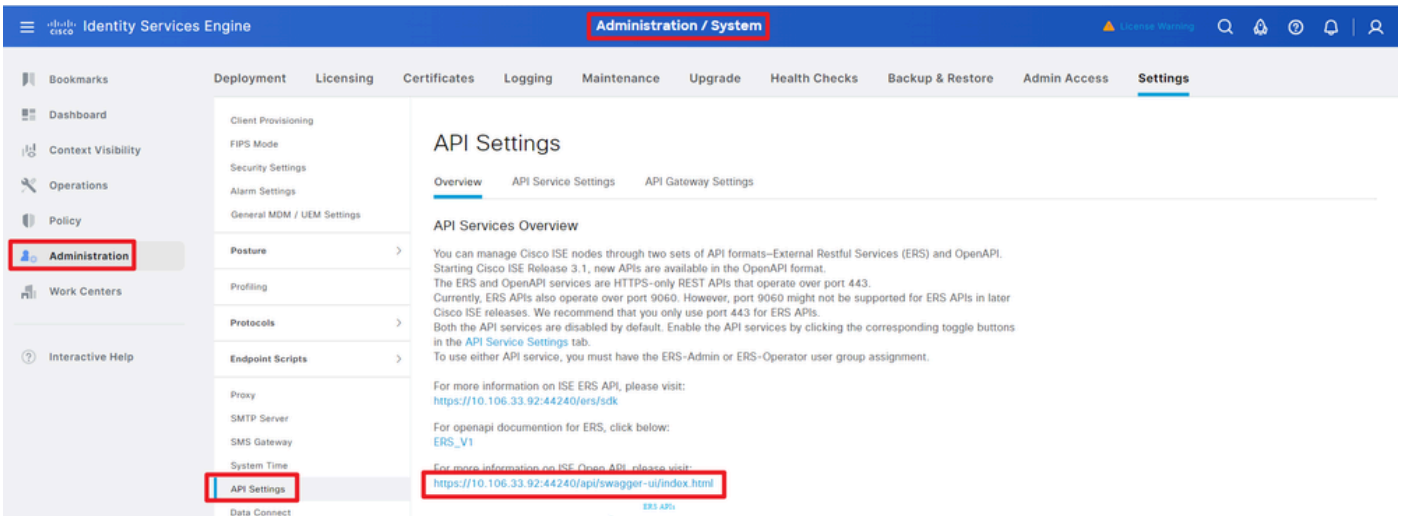 cisco Identity Services Engine
Administration / System
License Warning
Bookmarks
Dashboard
Context Visibility
Operations
Policy
Administration
Work Centers
Interactive Help
Deployment Licensing Certificates Logging Maintenance Upgrade Health Checks Backup & Restore Admin Access Settings
Client Provisioning
FIPS Mode
Security Settings
Alarm Settings
General MDM / UEM Settings
Posture
Profiling
Protocols
Endpoint Scripts
Proxy
SMTP Server
SMS Gateway
System Time
API Settings
Data Connect
API Settings
Overview API Service Settings API Gateway Settings
API Services Overview
You can manage Cisco ISE nodes through two sets of API formats–External Restful Services (ERS) and OpenAPI.
Starting Cisco ISE Release 3.1, new APIs are available in the OpenAPI format.
The ERS and OpenAPI services are HTTPS-only REST APIs that operate over port 443.
Currently, ERS APIs also operate over port 9060. However, port 9060 might not be supported for ERS APIs in later
Cisco ISE releases. We recommend that you only use port 443 for ERS APIs.
Both the API services are disabled by default. Enable the API services by clicking the corresponding toggle buttons
in the API Service Settings tab.
To use either API service, you must have the ERS-Admin or ERS-Operator user group assignment.
For more information on ISE ERS API, please visit:
https://10.106.33.92:44240/ers/sdk
For openapi documention for ERS, click below:
ERS_V1
For more information on ISE Open API, please visit:
https://10.106.33.92:44240/api/swagger-ui/index.html
ERS APIs